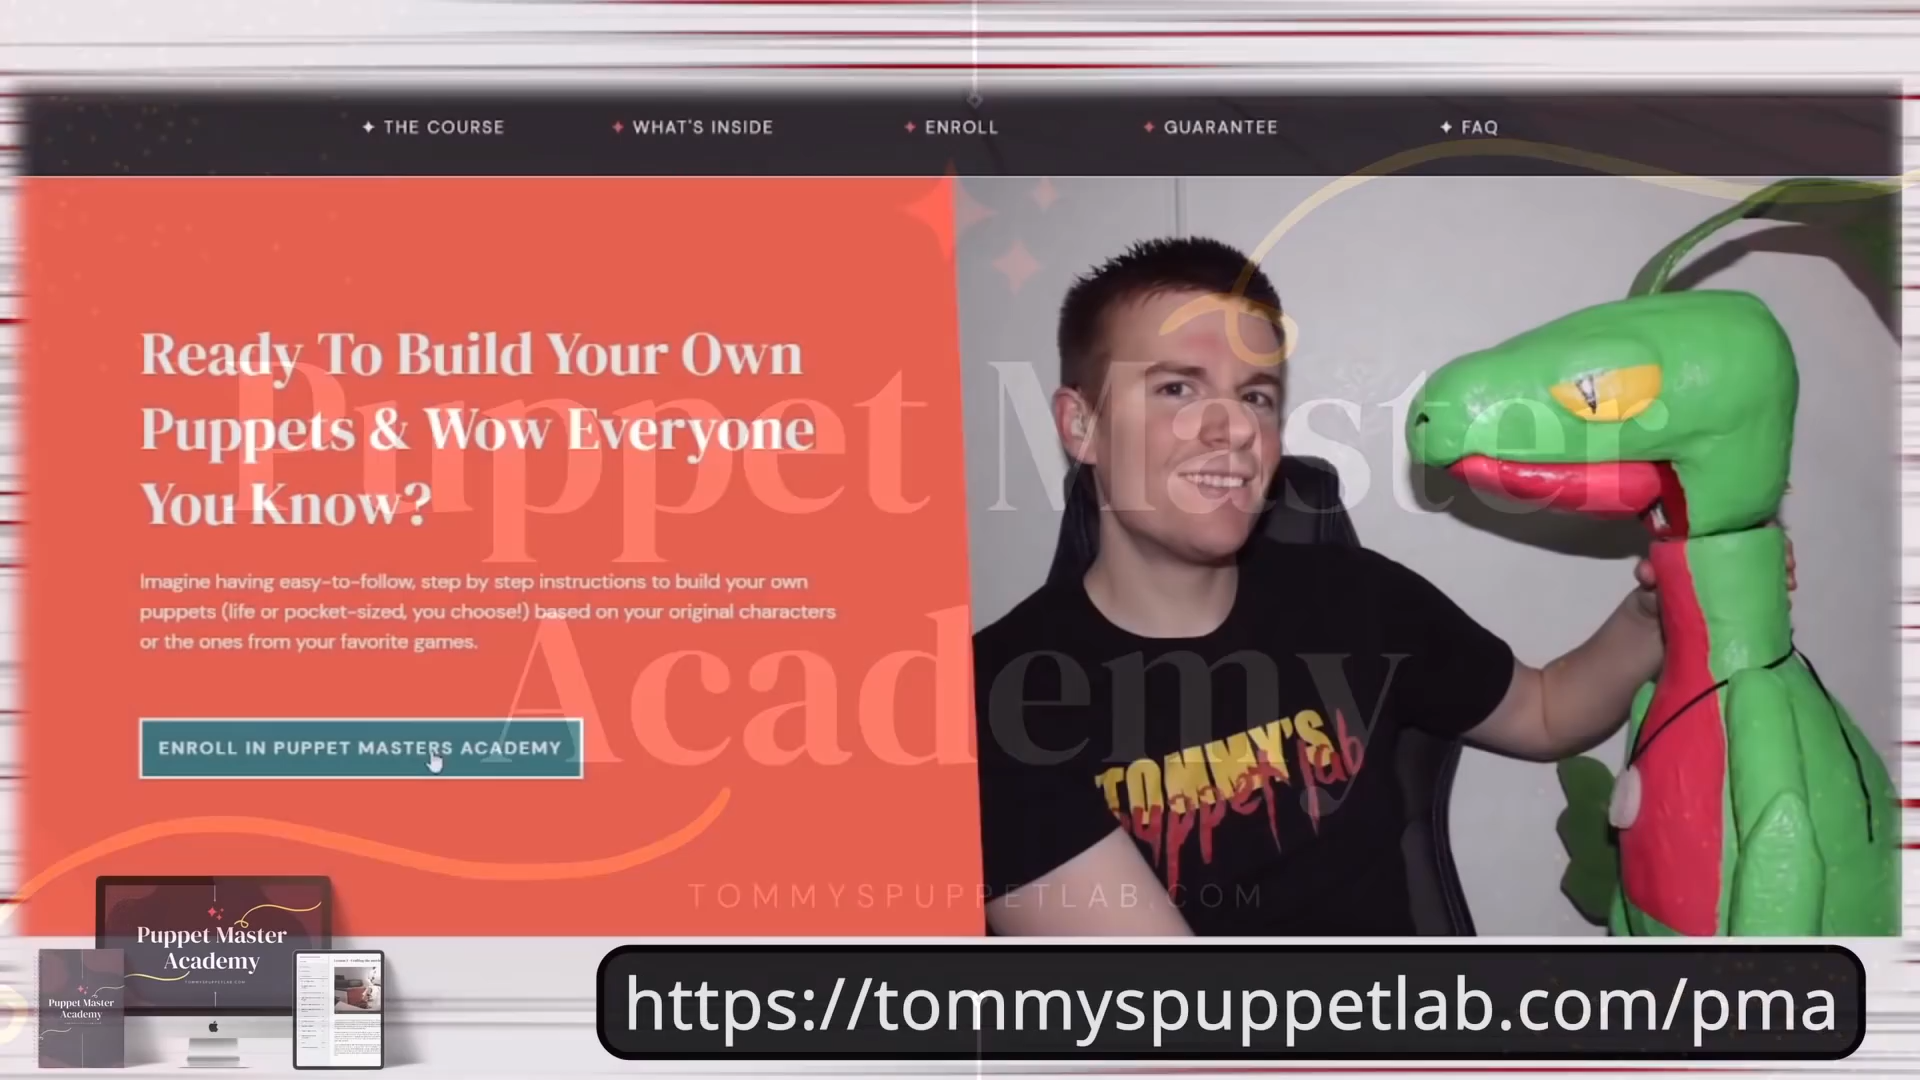 THE COURSE
WHAT'S INSIDE
ENROLL
GUARANTEE
FAQ
Ready To Build Your Own
Puppets & Wow Everyone
You Know?
Imagine having easy-to-follow, step by step instructions to build your own
puppets (life or pocket-sized, you choose!) based on your original characters
or the ones from your favorite games.
ENROLL IN PUPPET MASTERS ACADEMY
Puppet Master
Academy
TOMMYSPUPPETLAB.COM
TOMMY'S
puppet lab
Puppet Master
Academy
TOMMYSPUPPETLAB.COM
Puppet Master
Academy
https://tommyspuppetlab.com/pma